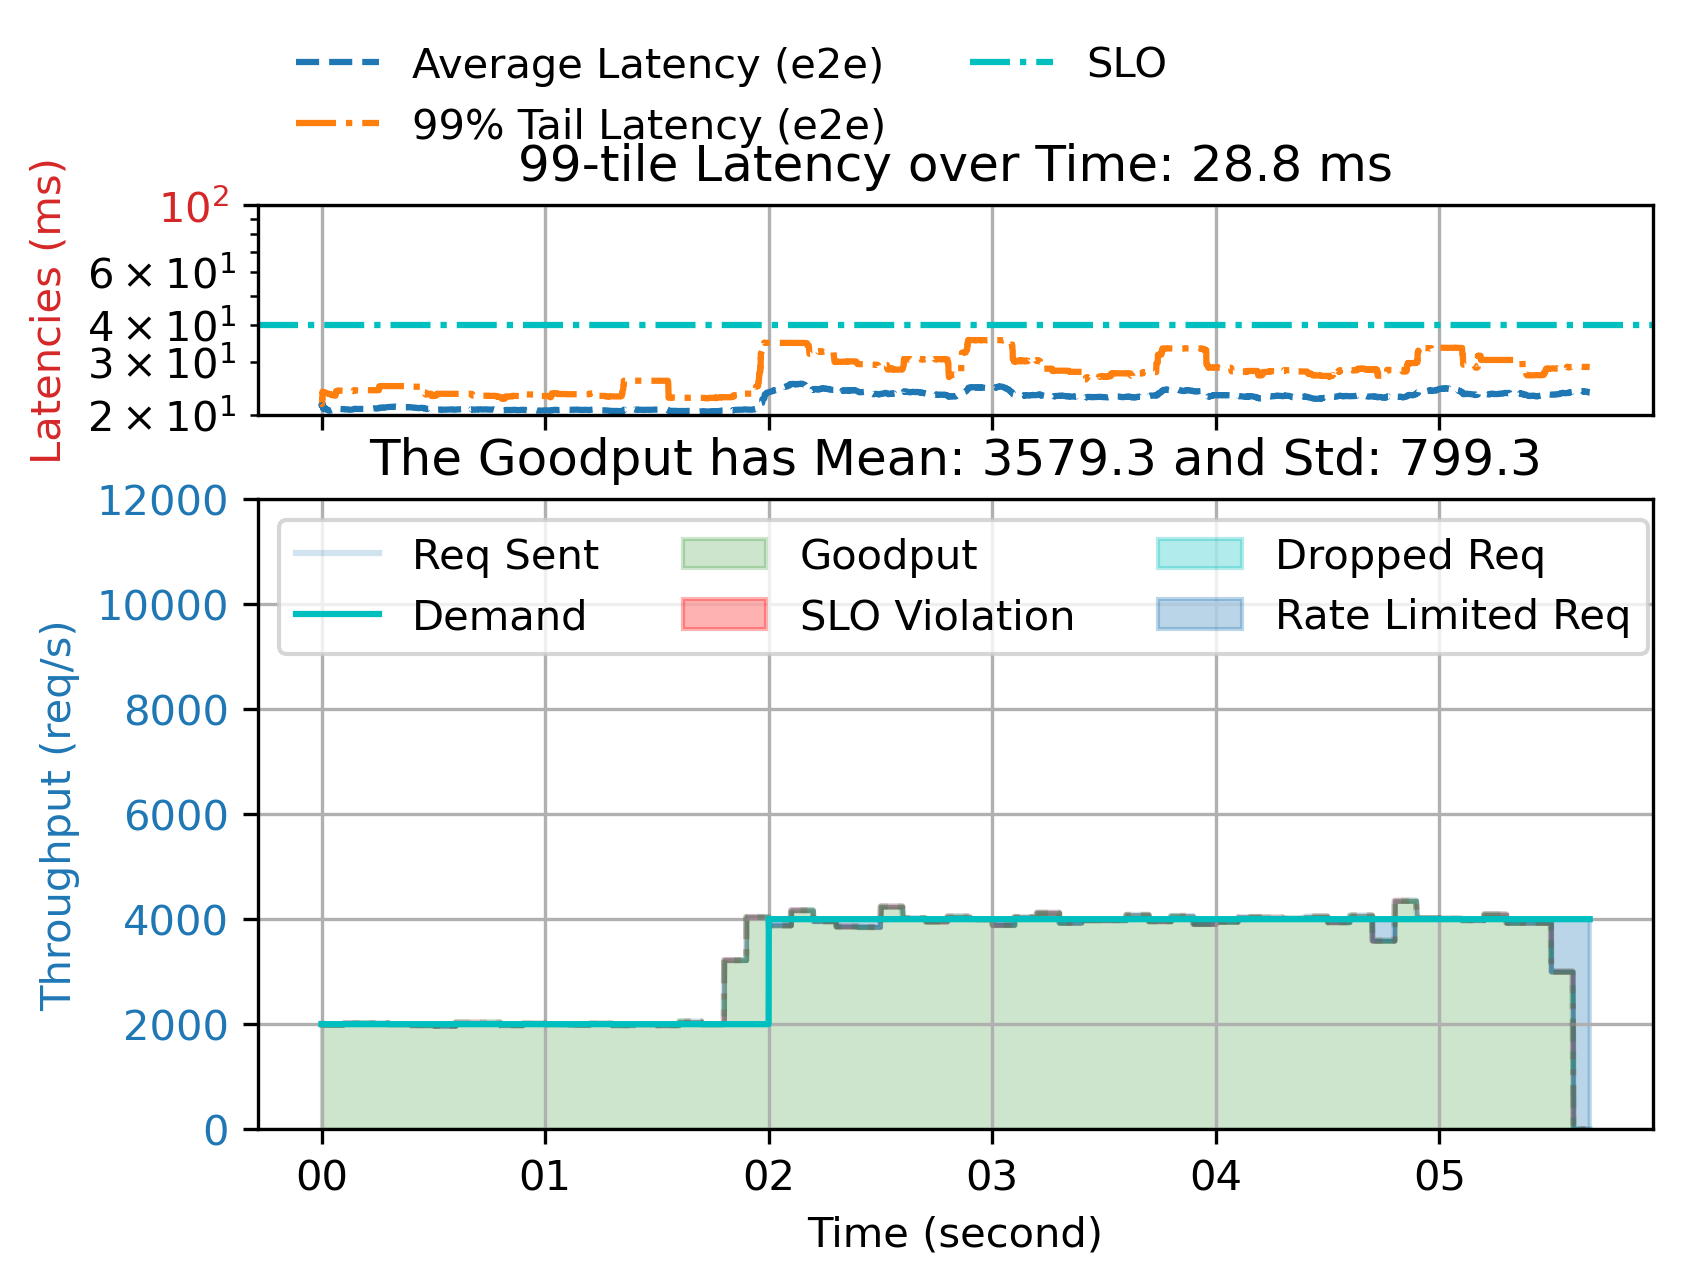 Average Latency (e2e) SLO
99% Tail Latency (e2e)
99-tile Latency over Time: 28.8 ms
Latencies (ms)
10²
6 × 10¹
4 × 10¹
3 × 10¹
2 × 10¹
The Goodput has Mean: 3579.3 and Std: 799.3
Throughput (req/s)
12000
10000
8000
6000
4000
2000
0
Req Sent Goodput Dropped Req
Demand SLO Violation Rate Limited Req
00 01 02 03 04 05
Time (second)